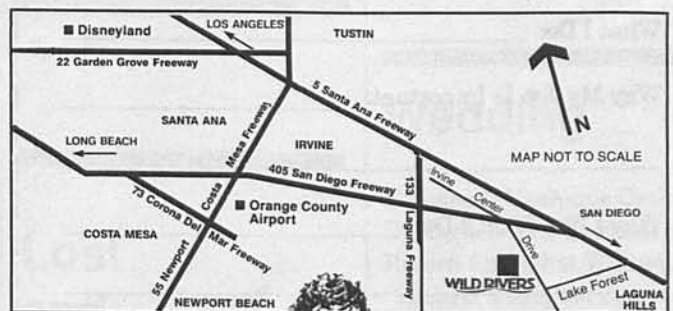 What I Do
LOS ANGELES
TUSTIN
Disneyland
22 Garden Grove Freeway
5 Santa Ana Freeway
SANTA ANA
55 Newport Costa Mesa Freeway
IRVINE
N
LONG BEACH
MAP NOT TO SCALE
405 San Diego Freeway
133 Laguna Freeway
Irvine Center Drive
73 Corona Del Mar Freeway
Orange County
Airport
SAN DIEGO
COSTA MESA
WILD RIVERS
Lake Forest
NEWPORT BEACH
LAGUNA
HILLS